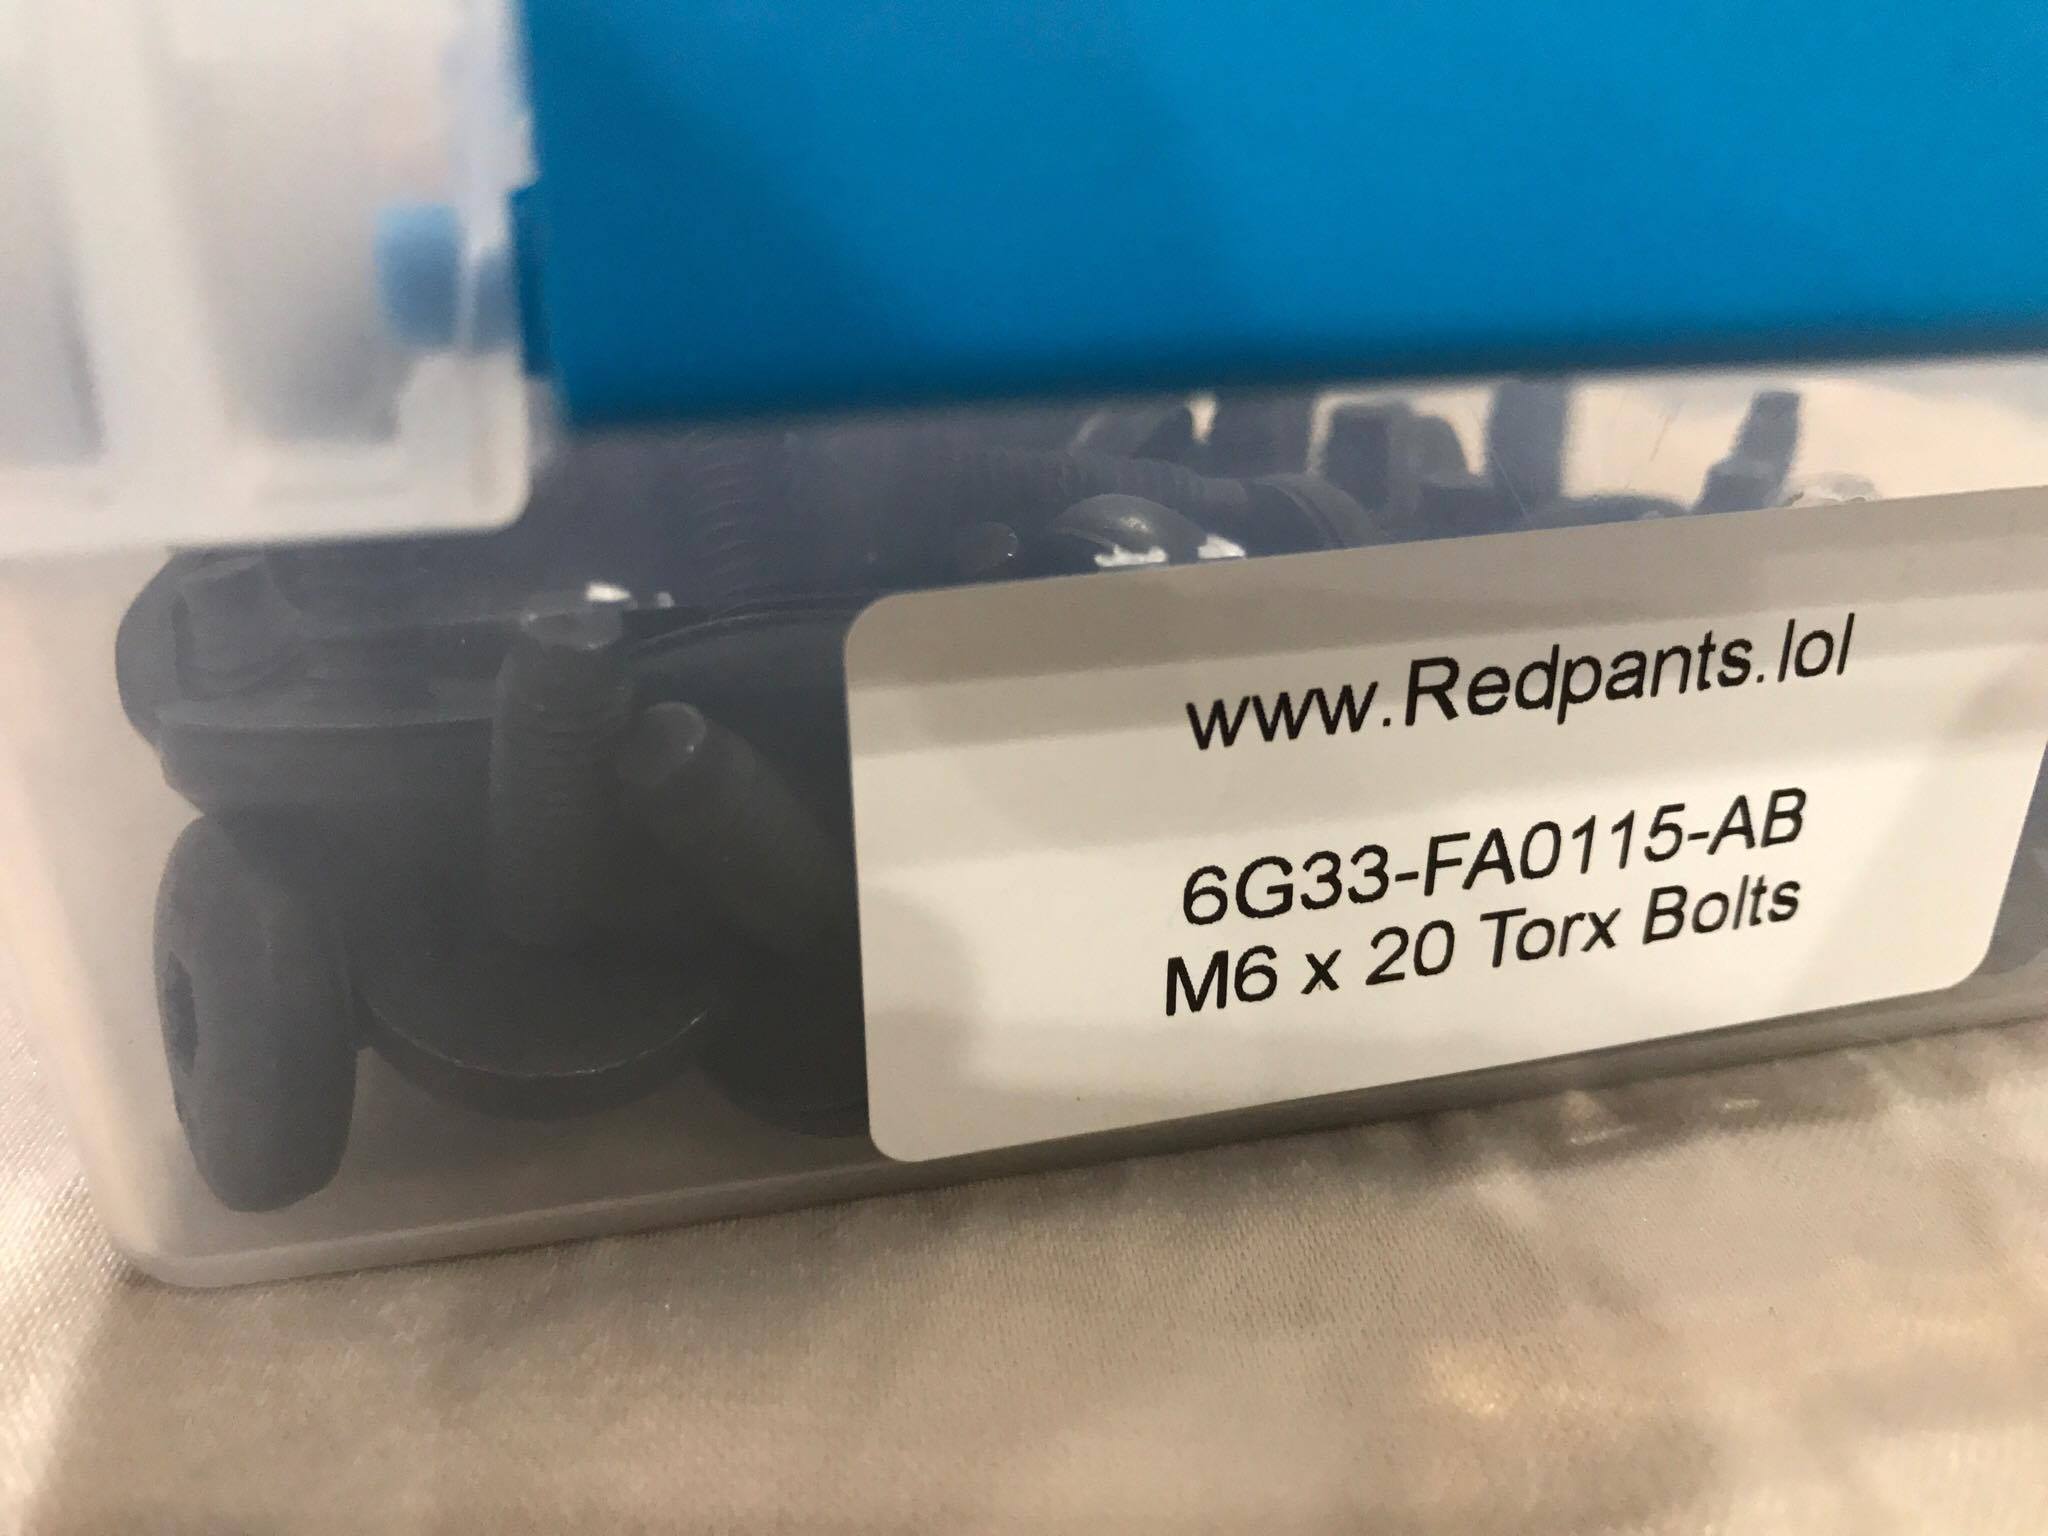 www.Redpants.lol
6G33-FA0115-AB
M6 x 20 Torx Bolts